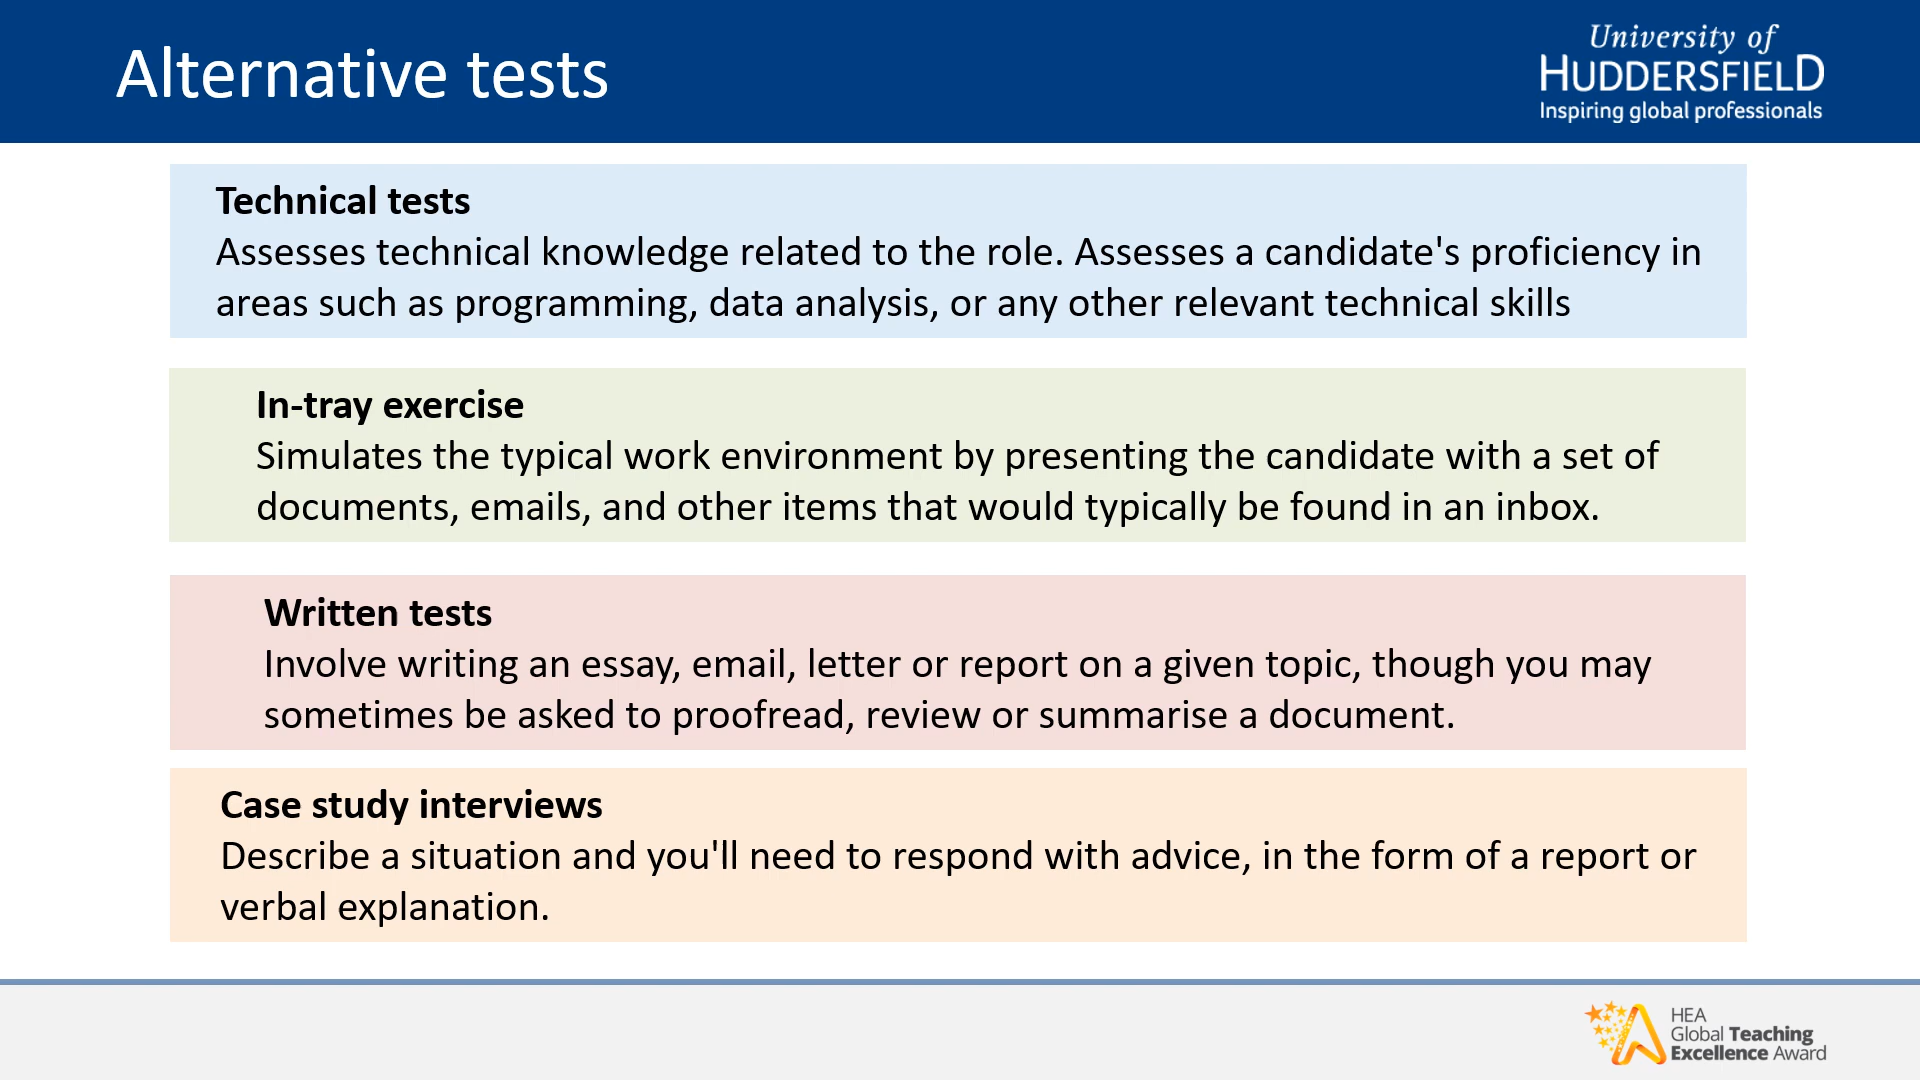 Alternative tests
University of
HUDDERSFIELD
Inspiring global professionals
Technical tests
Assesses technical knowledge related to the role. Assesses a candidate's proficiency in
areas such as programming, data analysis, or any other relevant technical skills
In-tray exercise
Simulates the typical work environment by presenting the candidate with a set of
documents, emails, and other items that would typically be found in an inbox.
Written tests
Involve writing an essay, email, letter or report on a given topic, though you may
sometimes be asked to proofread, review or summarise a document.
Case study interviews
Describe a situation and you'll need to respond with advice, in the form of a report or
verbal explanation.
HEA
Global Teaching
Excellence Award